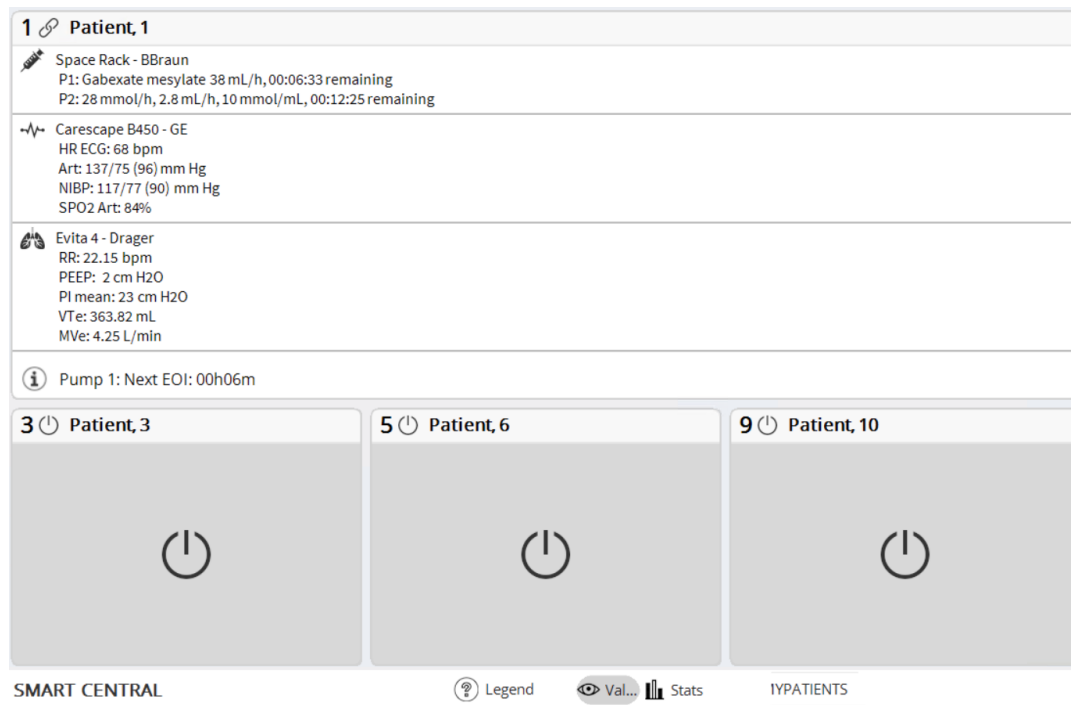 1 Patient, 1
Space Rack - BBraun
P1: Gabexate mesylate 38 mL/h, 00:06:33 remaining
P2: 28 mmol/h, 2.8 mL/h, 10 mmol/mL, 00:12:25 remaining
Carescape B450 - GE
HR ECG: 68 bpm
Art: 137/75 (96) mm Hg
NIBP: 117/77 (90) mm Hg
SPO2 Art: 84%
Evita 4 - Drager
RR: 22.15 bpm
PEEP: 2 cm H2O
PI mean: 23 cm H2O
VTe: 363.82 mL
MVe: 4.25 L/min
Pump 1: Next EOI: 00h06m
3 Patient, 3
5 Patient, 6
9 Patient, 10
SMART CENTRAL
Legend
Val...
Stats
YPATIENTS